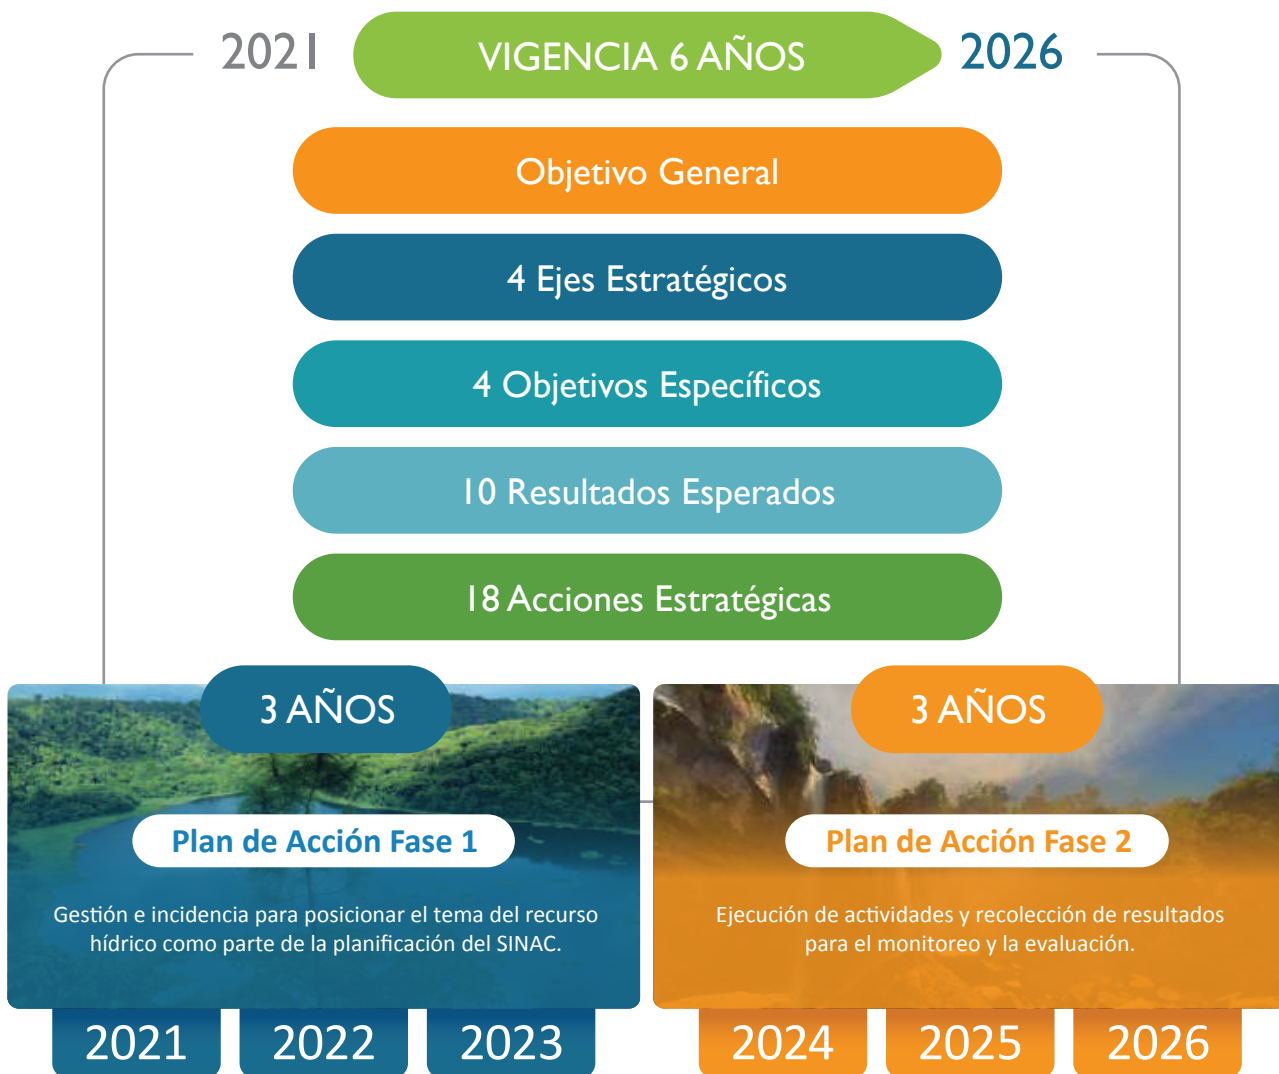 2021
VIGENCIA 6 AÑOS
2026
Objetivo General
4 Ejes Estratégicos
4 Objetivos Específicos
10 Resultados Esperados
18 Acciones Estratégicas
3 AÑOS
Plan de Acción Fase 1
Gestión e incidencia para posicionar el tema del recurso
hídrico como parte de la planificación del SINAC.
2021
2022
2023
3 AÑOS
Plan de Acción Fase 2
Ejecución de actividades y recolección de resultados
para el monitoreo y la evaluación.
2024
2025
2026